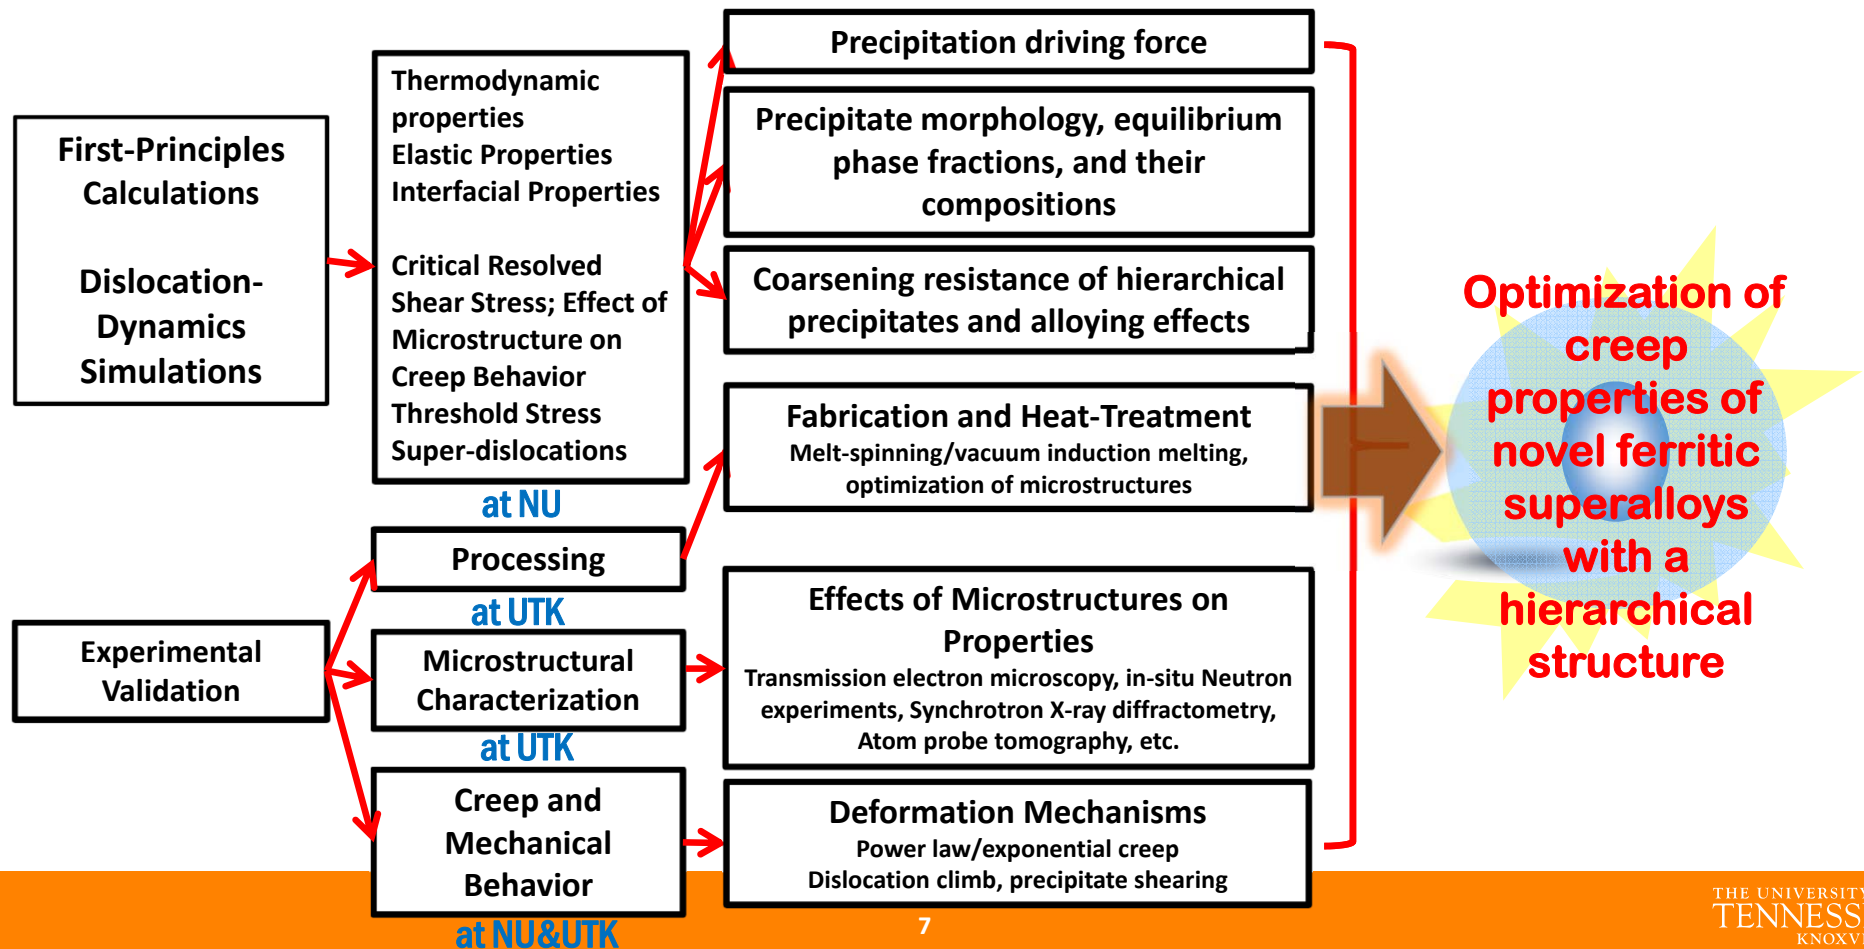 First-Principles
Calculations
Dislocation-
Dynamics
Simulations
Thermodynamic
properties
Elastic Properties
Interfacial Properties
Critical Resolved
Shear Stress; Effect of
Microstructure on
Creep Behavior
Threshold Stress
Super-dislocations
at NU
Precipitation driving force
Precipitate morphology, equilibrium
phase fractions, and their
compositions
Coarsening resistance of hierarchical
precipitates and alloying effects
Experimental
Validation
Processing
at UTK
Microstructural
Characterization
at UTK
Creep and
Mechanical
Behavior
at NU&UTK
Fabrication and Heat-Treatment
Melt-spinning/vacuum induction melting,
optimization of microstructures
Effects of Microstructures on
Properties
Transmission electron microscopy, in-situ Neutron
experiments, Synchrotron X-ray diffractometry,
Atom probe tomography, etc.
Deformation Mechanisms
Power law/exponential creep
Dislocation climb, precipitate shearing
Optimization of
creep
properties of
novel ferritic
superalloys
with a
hierarchical
structure
7
THE UNIVERSITY
TENNESS
KNOXV